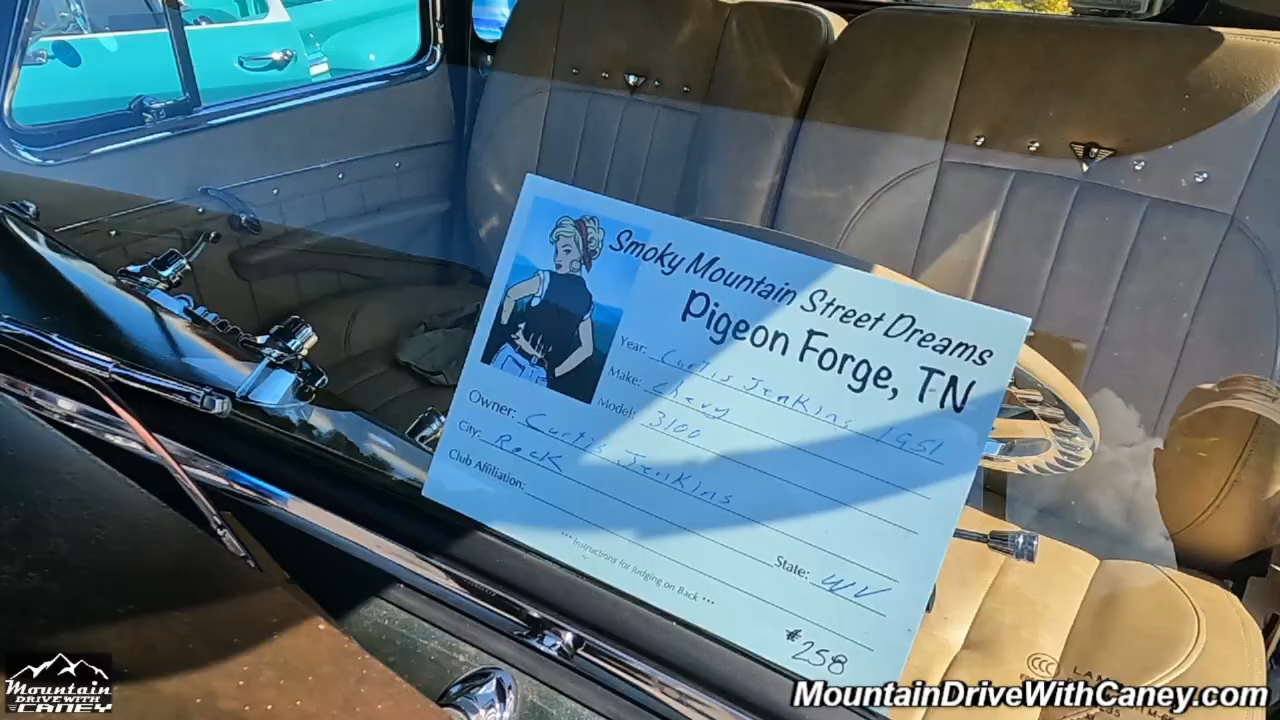 Smoky Mountain Street Dreams
Pigeon Forge, TN
Year: Curtis Jenkins 1951
Make: Chevy
Model: 3100
Owner: Curtis Jenkins
City: Rock
State: WV
Club Affiliation:
*** Instructions for Judging on Back ***
#258
Mountain
DRIVE WITH
CANEY
MountainDriveWithCaney.com